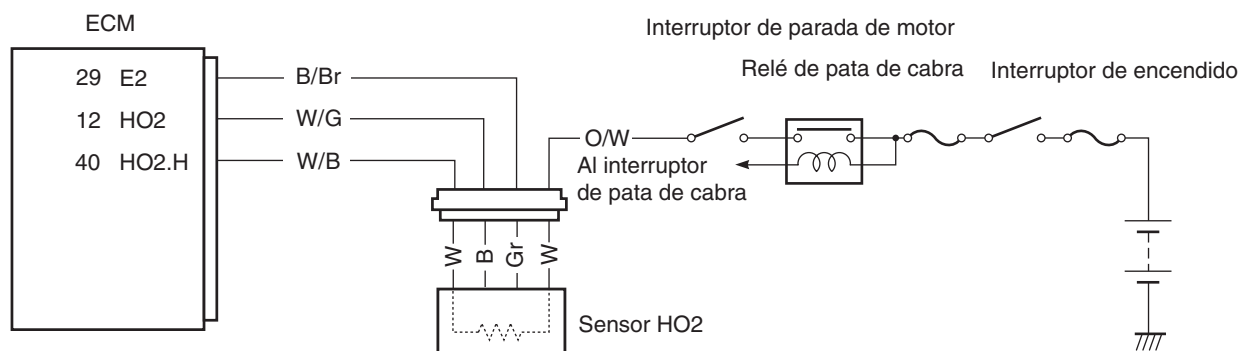 ECM
Interruptor de parada de motor
Relé de pata de cabra
Interruptor de encendido
29 E2
B/Br
12 HO2
W/G
40 HO2.H
W/B
O/W
Al interruptor
de pata de cabra
W
B
Gr
W
Sensor HO2